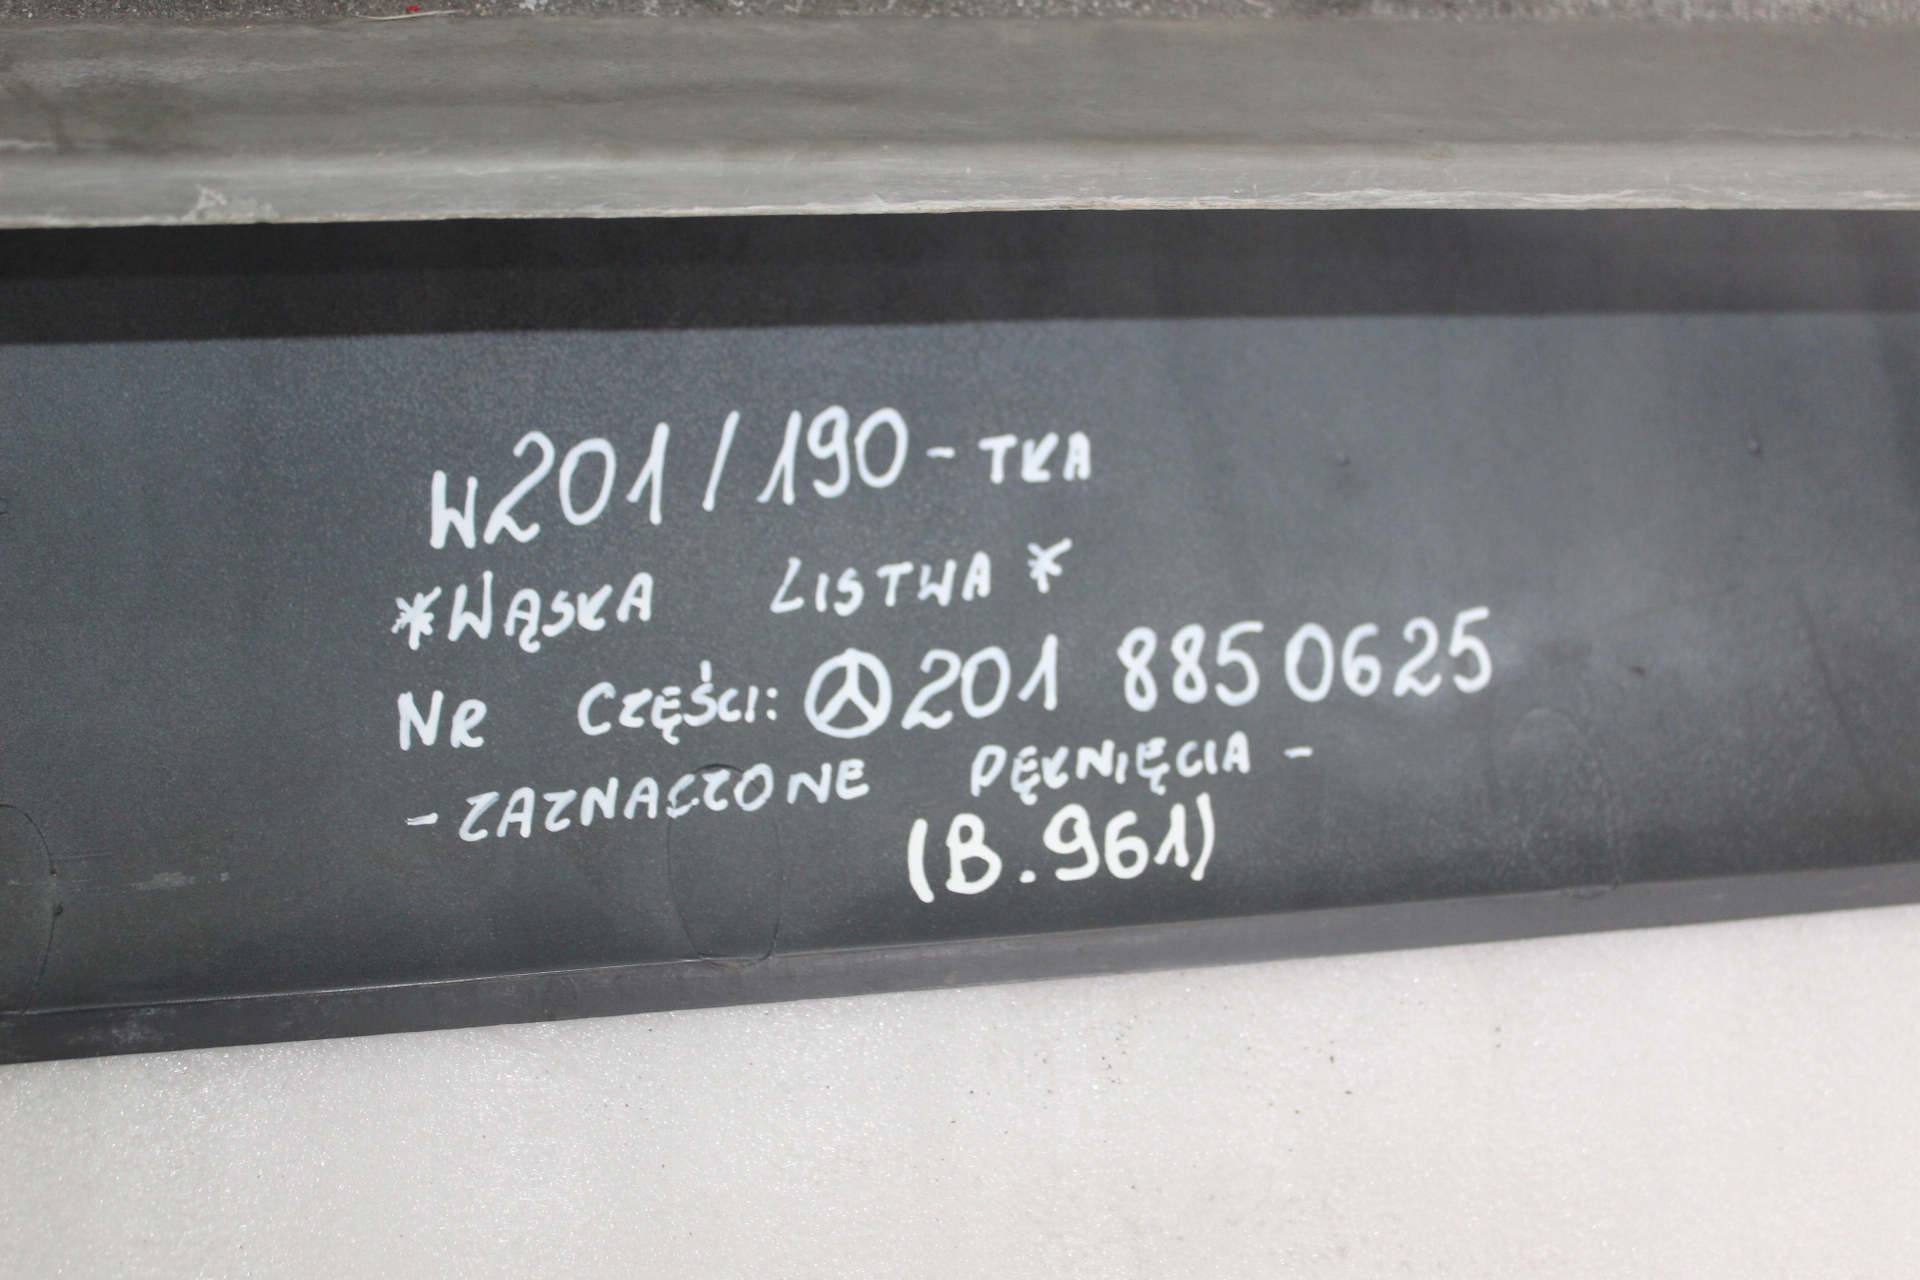 W201/190-TKA
*WĄSKA LISTWA*
NR CZĘŚCI: 201 885 0625
- ZAZNACZONE PĘKNIĘCIA -
(B.961)